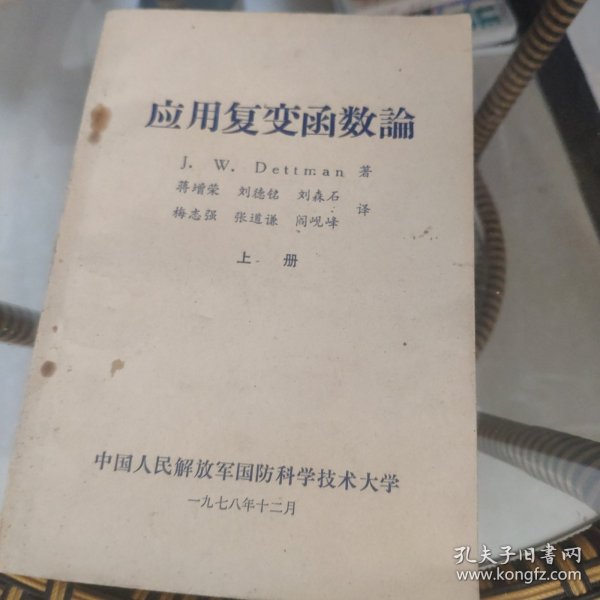 应用复变函数論
J. W. Dettman 著
蒋增荣 刘德铭 刘森石
梅志强 张道谦 阎岘峰 译
上册
中国人民解放军国防科学技术大学
一九七八年十二月
孔夫子旧书网
www.kongfz.com